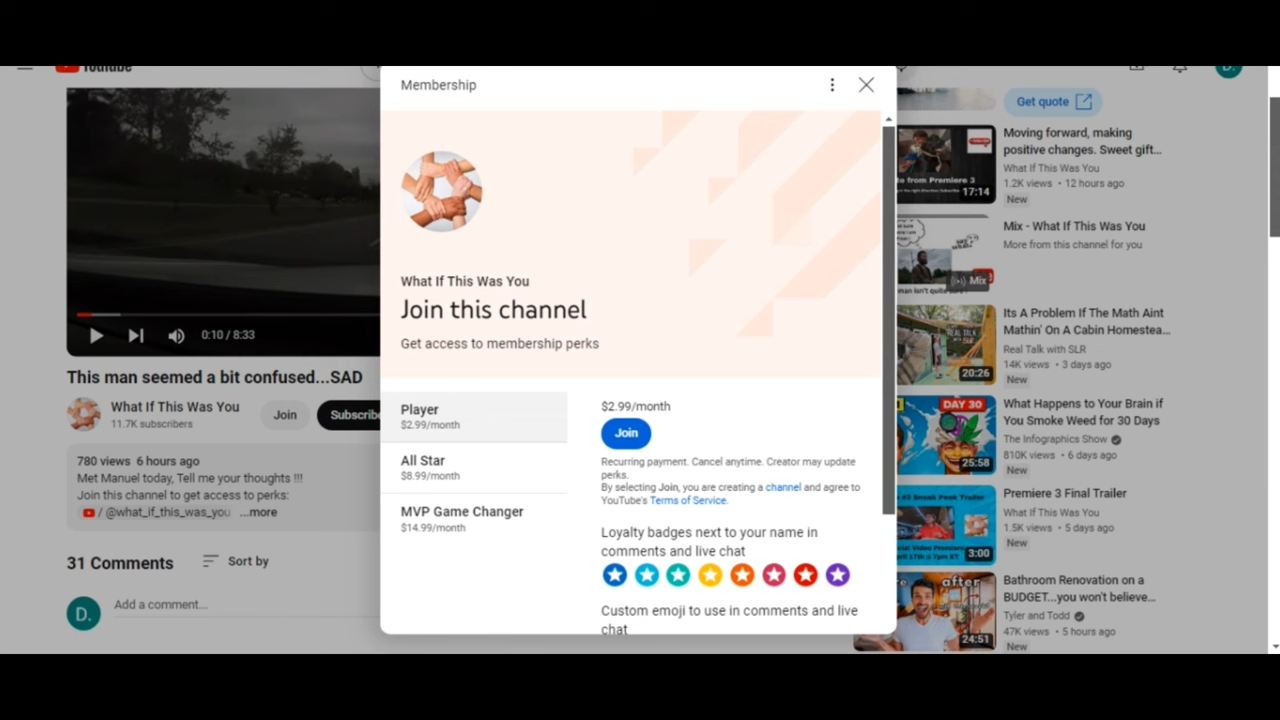 YouTube
D.
Membership
What If This Was You
Join this channel
Get access to membership perks
Player
$2.99/month
All Star
$8.99/month
MVP Game Changer
$14.99/month
$2.99/month
Join
Recurring payment. Cancel anytime. Creator may update
perks.
By selecting Join, you are creating a channel and agree to
YouTube's Terms of Service.
Loyalty badges next to your name in
comments and live chat
Custom emoji to use in comments and live
chat
0:10 / 8:33
This man seemed a bit confused...SAD
What If This Was You
11.7K subscribers
Join
Subscribe
780 views 6 hours ago
Met Manuel today, Tell me your thoughts !!!
Join this channel to get access to perks:
/ @what_if_this_was_you ...more
31 Comments
Sort by
D.
Add a comment...
Get quote
from Premiere 3
17:14
Moving forward, making
positive changes. Sweet gift...
What If This Was You
1.2K views • 12 hours ago
New
Mix
Mix - What If This Was You
More from this channel for you
REAL TALK
20:26
Its A Problem If The Math Aint
Mathin' On A Cabin Homestea...
Real Talk with SLR
14K views • 3 days ago
New
DAY 30
25:58
What Happens to Your Brain if
You Smoke Weed for 30 Days
The Infographics Show
810K views • 6 days ago
New
#3 Sneak Peek Trailer
3:00
Premiere 3 Final Trailer
What If This Was You
1.5K views • 5 days ago
New
after
24:51
Bathroom Renovation on a
BUDGET...you won't believe...
Tyler and Todd
47K views • 5 hours ago
New